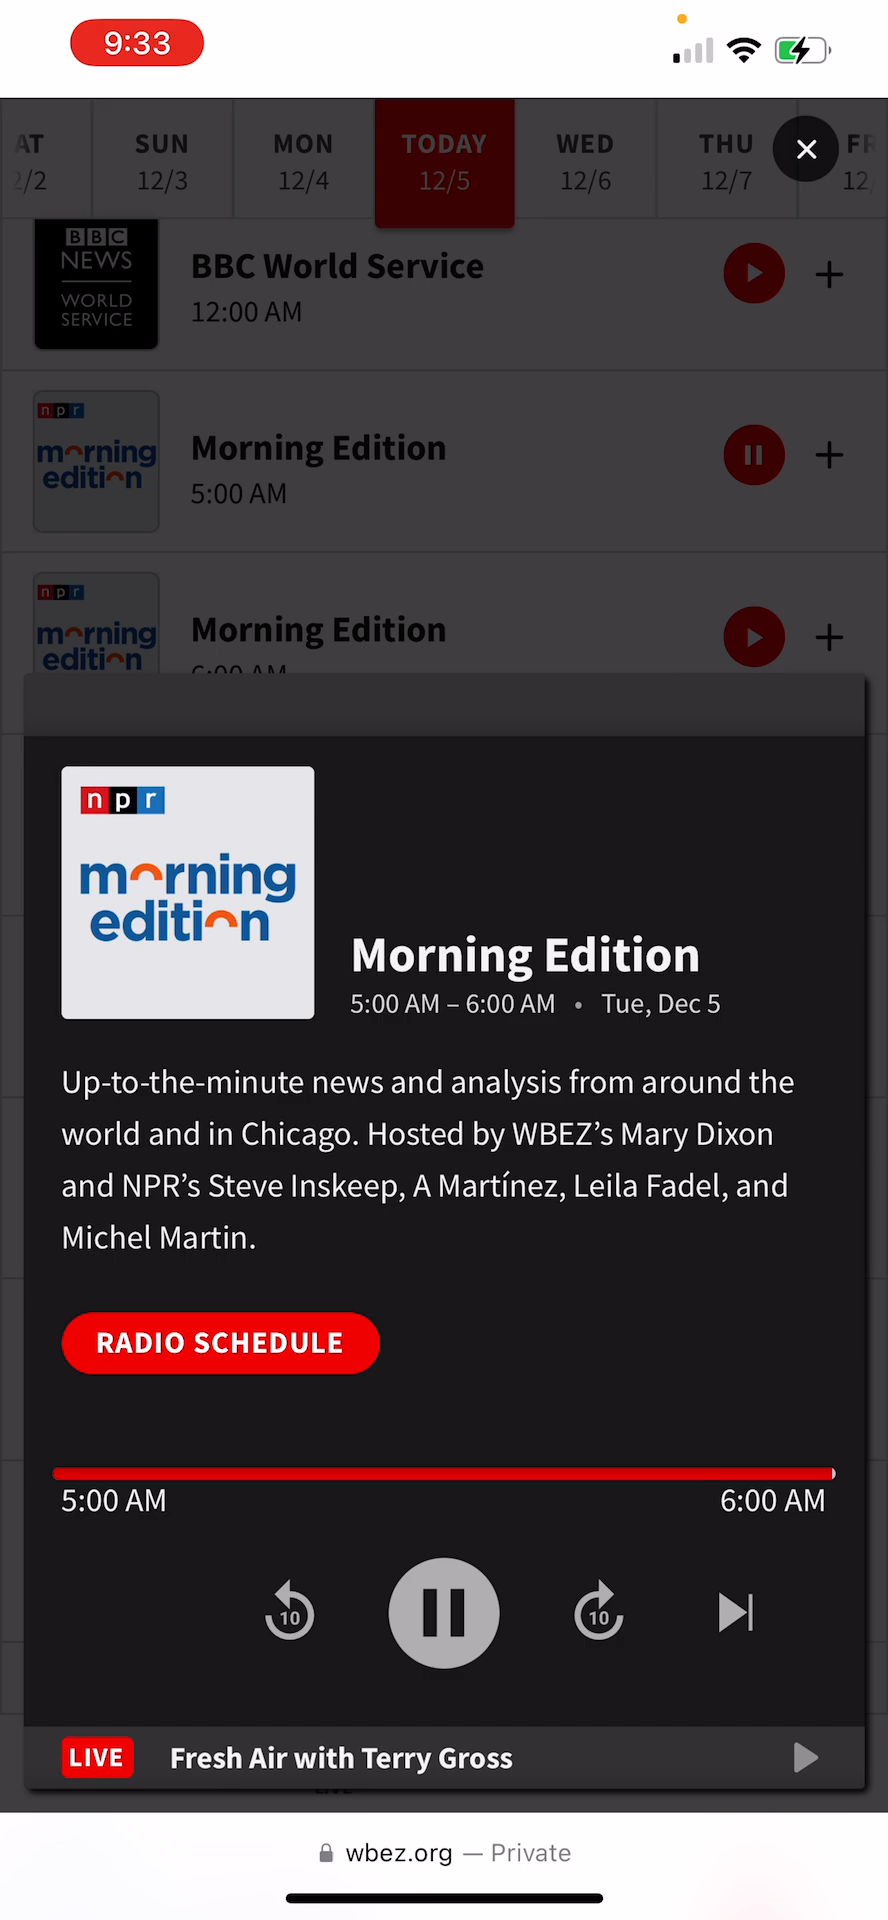 9:33
AT
SUN
MON
TODAY
WED
THU
FR
2/2
12/3
12/4
12/5
12/6
12/7
12/
BBC
NEWS
WORLD
SERVICE
BBC World Service
12:00 AM
npr
morning
edition
Morning Edition
5:00 AM
npr
morning
edition
Morning Edition
6:00 AM
npr
morning
edition
Morning Edition
5:00 AM – 6:00 AM • Tue, Dec 5
Up-to-the-minute news and analysis from around the
world and in Chicago. Hosted by WBEZ’s Mary Dixon
and NPR’s Steve Inskeep, A Martínez, Leila Fadel, and
Michel Martin.
RADIO SCHEDULE
5:00 AM
6:00 AM
10
10
LIVE
Fresh Air with Terry Gross
wbez.org — Private